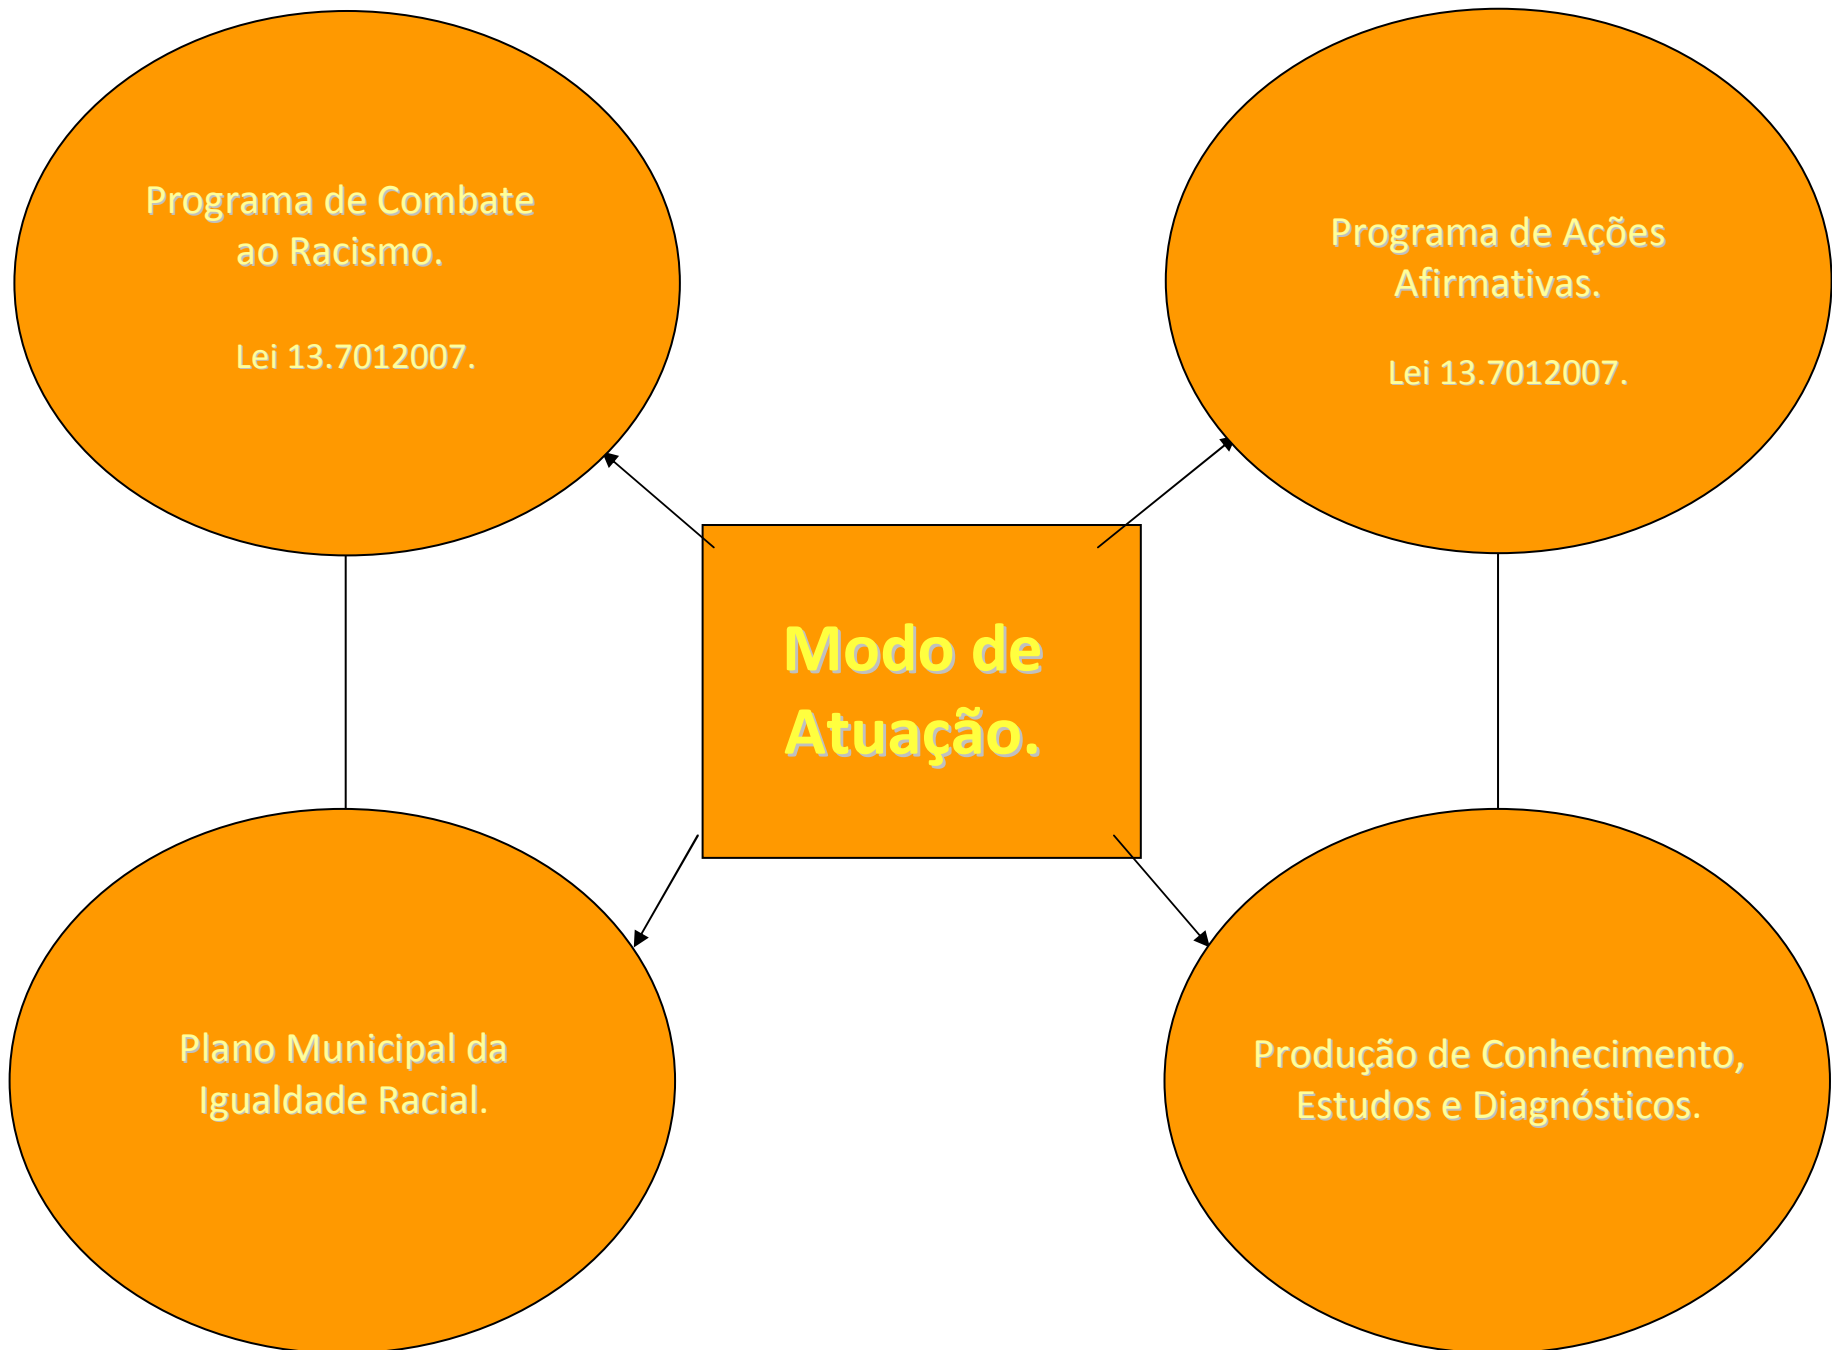 Programa de Combate
ao Racismo.
Lei 13.7012007.
Programa de Ações
Afirmativas.
Lei 13.7012007.
Modo de
Atuação.
Plano Municipal da
Igualdade Racial.
Produção de Conhecimento,
Estudos e Diagnósticos.